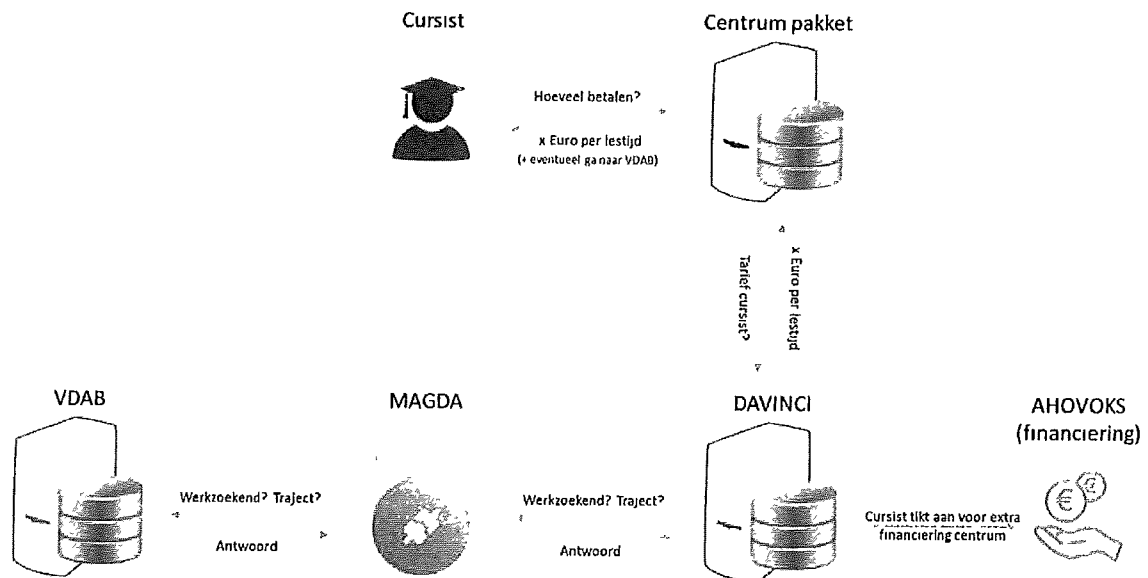 Cursist
Centrum pakket
Hoeveel betalen?
x Euro per lestijd
(+ eventueel ga naar VDAB)
Tarief cursist?
x Euro per lestijd
VDAB
MAGDA
DAVINCI
AHOVOKS
(financiering)
Werkzoekend? Traject?
Antwoord
Werkzoekend? Traject?
Antwoord
Cursist tikt aan voor extra
financiering centrum